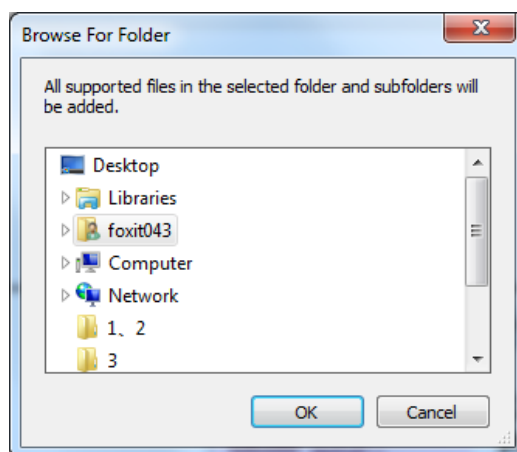 Browse For Folder
All supported files in the selected folder and subfolders will
be added.
Desktop
Libraries
foxit043
Computer
Network
1、2
3
OK
Cancel